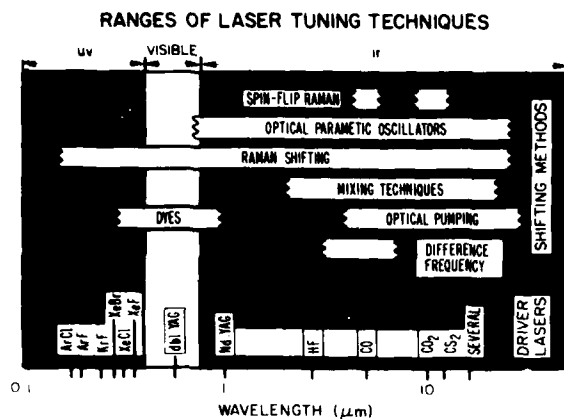 RANGES OF LASER TUNING TECHNIQUES
uv VISIBLE ir
SPIN-FLIP RAMAN
OPTICAL PARAMETIC OSCILLATORS
RAMAN SHIFTING
MIXING TECHNIQUES
DYES OPTICAL PUMPING
DIFFERENCE
FREQUENCY
SHIFTING METHODS
ArCl
ArF
KrF
XeBr
XeCl
XeF
dbl YAG
Nd YAG
HF
CO
CO2
CS2
SEVERAL
DRIVER
LASERS
0.1 1 10
WAVELENGTH (μm)